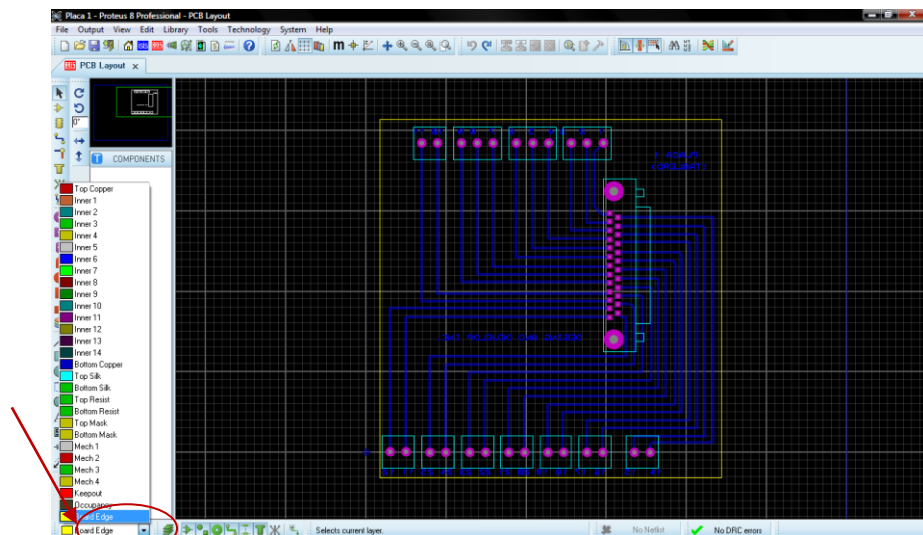 Placa 1 - Proteus 8 Professional - PCB Layout
File Output View Edit Library Tools Technology System Help
PCB Layout x
0°
COMPONENTS
Top Copper
Inner 1
Inner 2
Inner 3
Inner 4
Inner 5
Inner 6
Inner 7
Inner 8
Inner 9
Inner 10
Inner 11
Inner 12
Inner 13
Inner 14
Bottom Copper
Top Silk
Bottom Silk
Top Resist
Bottom Resist
Top Mask
Bottom Mask
Mech 1
Mech 2
Mech 3
Mech 4
Keepout
Occupancy
Board Edge
Board Edge
Selects current layer.
No Netlist
No DRC errors